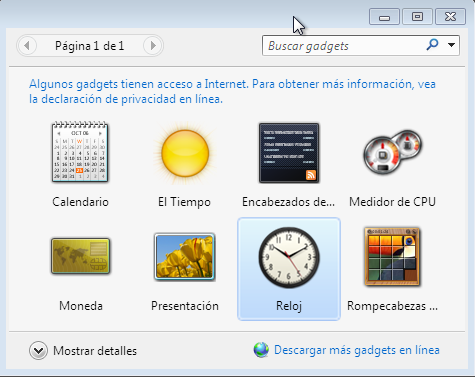 Página 1 de 1
Buscar gadgets
Algunos gadgets tienen acceso a Internet. Para obtener más información, vea
la declaración de privacidad en línea.
OCT 06
Calendario
El Tiempo
Encabezados de...
Medidor de CPU
Moneda
Presentación
Reloj
Rompecabezas ...
Mostrar detalles
Descargar más gadgets en línea